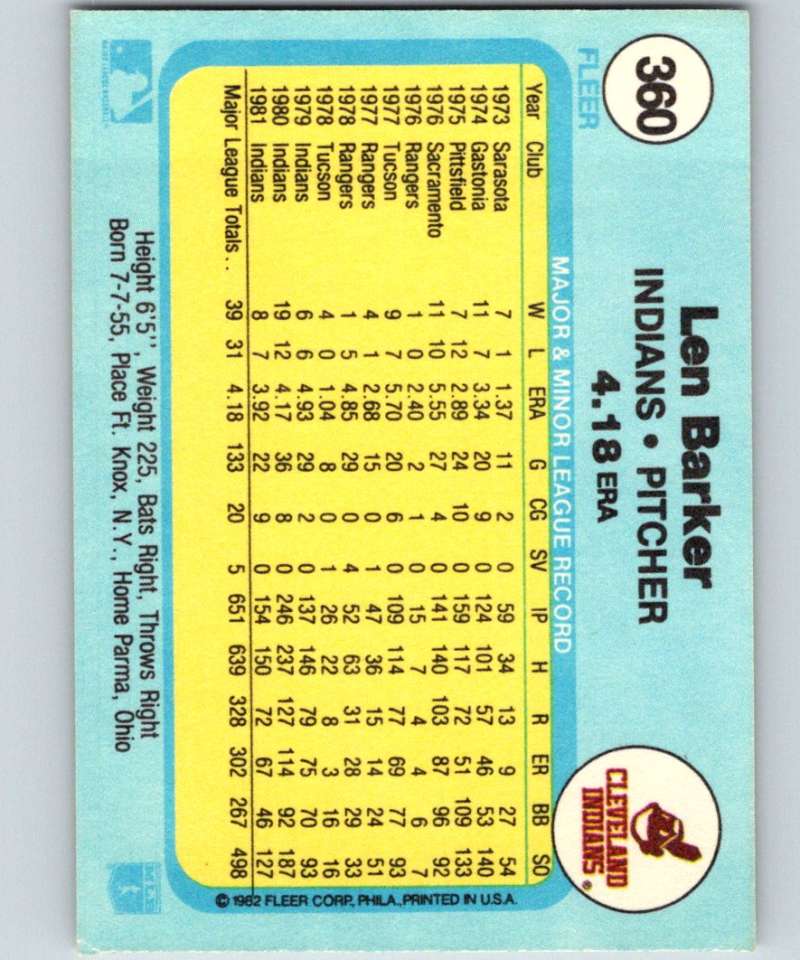 360
FLEER
Len Barker
INDIANS • PITCHER
4.18 ERA
CLEVELAND
INDIANS®
MAJOR & MINOR LEAGUE RECORD
Year Club W L ERA G CG SV IP H R ER BB SO
1973 Sarasota 7 1 1.37 11 2 0 59 34 13 9 27 54
1974 Gastonia 11 7 3.34 20 9 0 124 101 57 46 53 140
1975 Pittsfield 7 12 2.89 24 10 0 159 117 72 51 109 133
1976 Sacramento 11 10 5.55 27 4 0 141 140 103 87 96 92
1976 Rangers 1 0 2.40 2 1 0 15 7 4 4 6 7
1977 Tucson 9 7 5.70 20 6 0 109 114 77 69 77 93
1977 Rangers 4 1 2.68 15 0 1 47 36 15 14 24 51
1978 Rangers 1 5 4.85 29 0 4 52 63 31 28 29 33
1978 Tucson 4 0 1.04 8 0 1 26 22 8 3 16 16
1979 Indians 6 6 4.93 29 2 0 137 146 79 75 70 93
1980 Indians 19 12 4.17 36 8 0 246 237 127 114 92 187
1981 Indians 8 7 3.92 22 9 0 154 150 72 67 46 127
Major League Totals.. 39 31 4.18 133 20 5 651 639 328 302 267 498
© 1982 FLEER CORP., PHILA., PRINTED IN U.S.A.
Height 6'5", Weight 225, Bats Right, Throws Right
Born 7-7-55, Place Ft. Knox, N.Y., Home Parma, Ohio